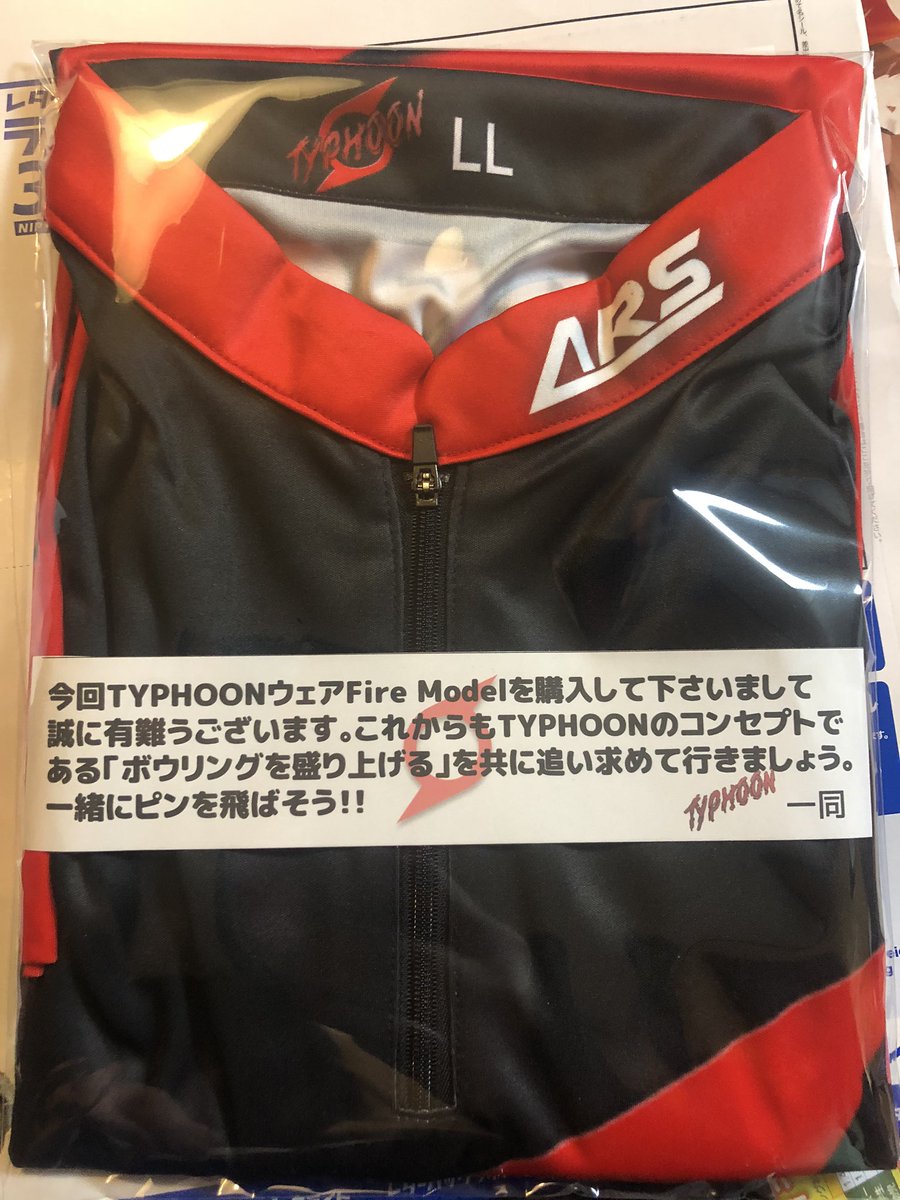 TYPHOON LL
ARS
今回TYPHOONウェアFire Modelを購入して下さいまして
誠に有難うございます。これからもTYPHOONのコンセプトで
ある「ボウリングを盛り上げる」を共に追い求めて行きましょう。
一緒にピンを飛ばそう!!
TYPHOON 一同